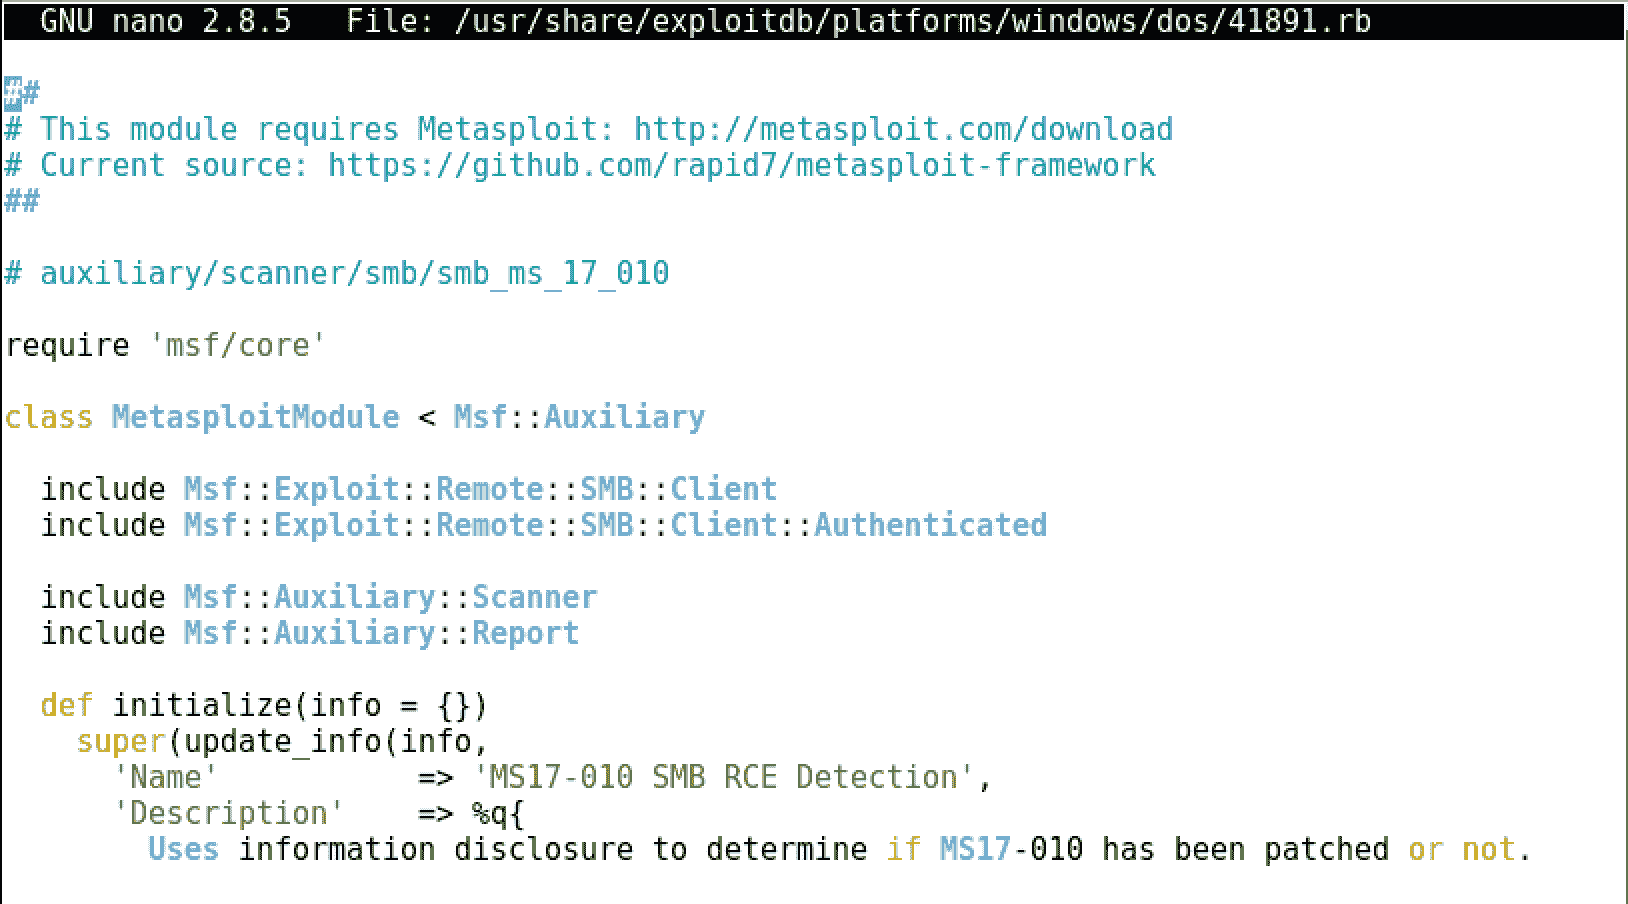 GNU nano 2.8.5   File: /usr/share/exploitdb/platforms/windows/dos/41891.rb
##
# This module requires Metasploit: http://metasploit.com/download
# Current source: https://github.com/rapid7/metasploit-framework
##
# auxiliary/scanner/smb/smb_ms_17_010
require 'msf/core'
class MetasploitModule < Msf::Auxiliary
  include Msf::Exploit::Remote::SMB::Client
  include Msf::Exploit::Remote::SMB::Client::Authenticated
  include Msf::Auxiliary::Scanner
  include Msf::Auxiliary::Report
  def initialize(info = {})
    super(update_info(info,
      'Name'           => 'MS17-010 SMB RCE Detection',
      'Description'    => %q{
        Uses information disclosure to determine if MS17-010 has been patched or not.